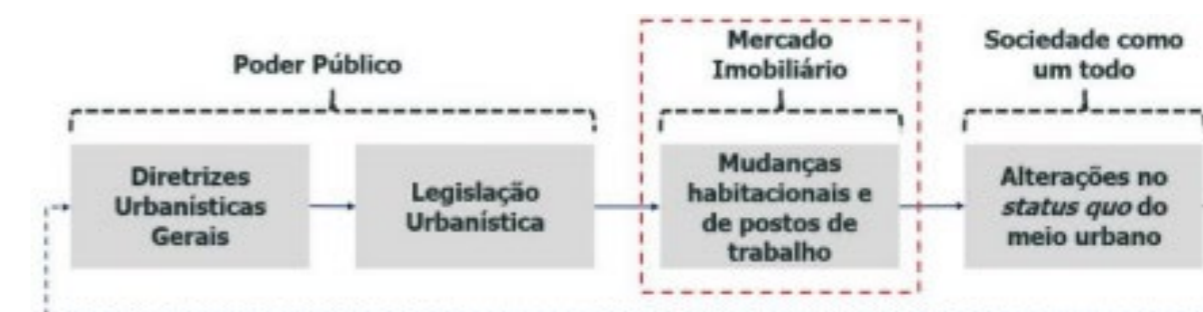 Poder Público
Mercado
Imobiliário
Sociedade como
um todo
Diretrizes
Urbanísticas
Gerais
Legislação
Urbanística
Mudanças
habitacionais e
de postos de
trabalho
Alterações no
status quo do
meio urbano